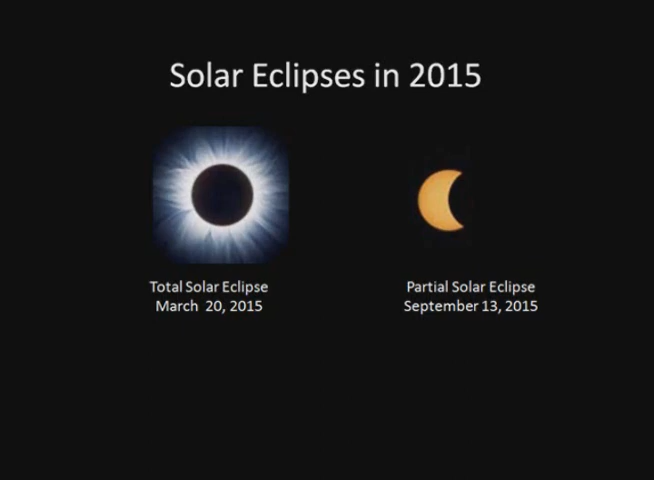 Solar Eclipses in 2015
Total Solar Eclipse
March 20, 2015
Partial Solar Eclipse
September 13, 2015